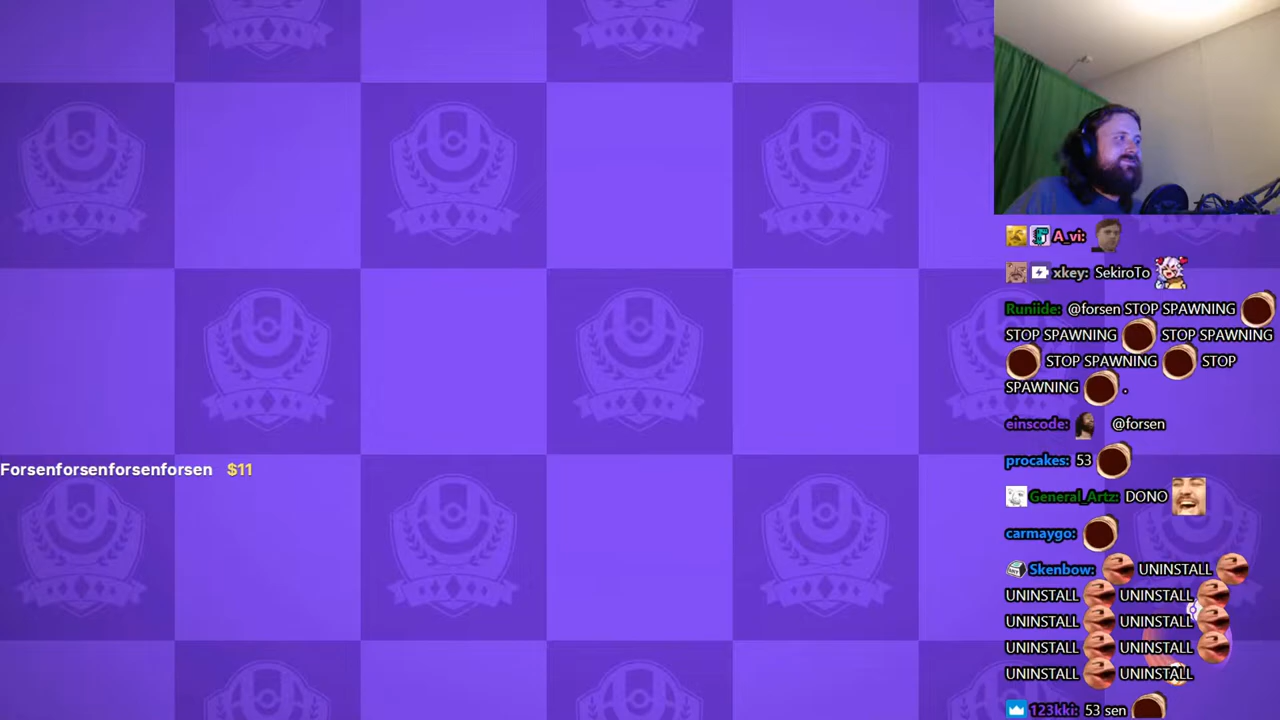 A_vi:
xkey: SekiroTo
Runiide: @forsen STOP SPAWNING
STOP SPAWNING STOP SPAWNING
STOP SPAWNING STOP
SPAWNING .
einscode: @forsen
Forsenforsenforsenforsen $11
procakes: 53
General_Artz: DONO
carmaygo:
Skenbow: UNINSTALL
UNINSTALL UNINSTALL
UNINSTALL UNINSTALL
UNINSTALL UNINSTALL
UNINSTALL UNINSTALL
123kki: 53 sen